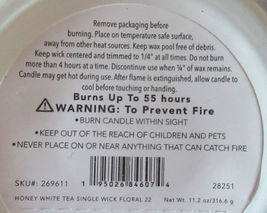 Remove packaging before
burning. Place on temperature safe surface,
away from other heat sources. Keep wax pool free of debris.
Keep wick centered and trimmed to 1/4" at all times. Do not burn
more than 4 hours at a time. Discontinue use when ¼" of wax remains.
Candle may get hot during use. After flame is extinguished, allow candle to
cool before touching or handling.
Burns Up To 55 hours
⚠WARNING: To Prevent Fire
• BURN CANDLE WITHIN SIGHT
• KEEP OUT OF THE REACH OF CHILDREN AND PETS
• NEVER PLACE ON OR NEAR ANYTHING THAT CAN CATCH FIRE
SKU#: 269611
1 95026 84607 4
28251
HONEY WHITE TEA SINGLE WICK FLORAL 22
Net Wt. 11.2 oz/316.6 g